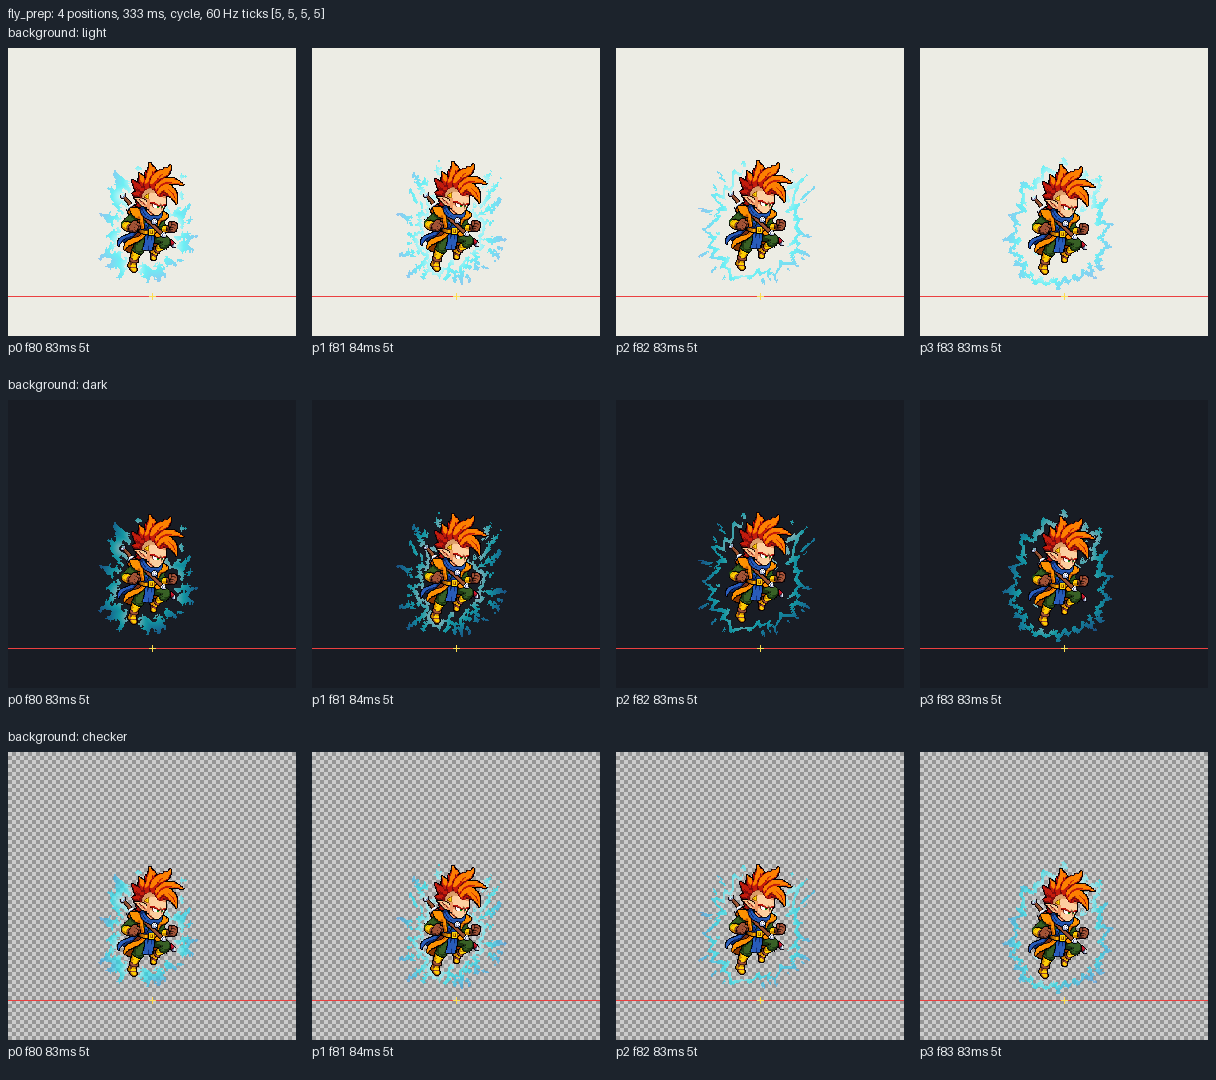 fly_prep: 4 positions, 333 ms, cycle, 60 Hz ticks [5, 5, 5, 5]
background: light
p0 f80 83ms 5t
p1 f81 84ms 5t
p2 f82 83ms 5t
p3 f83 83ms 5t
background: dark
p0 f80 83ms 5t
p1 f81 84ms 5t
p2 f82 83ms 5t
p3 f83 83ms 5t
background: checker
p0 f80 83ms 5t
p1 f81 84ms 5t
p2 f82 83ms 5t
p3 f83 83ms 5t